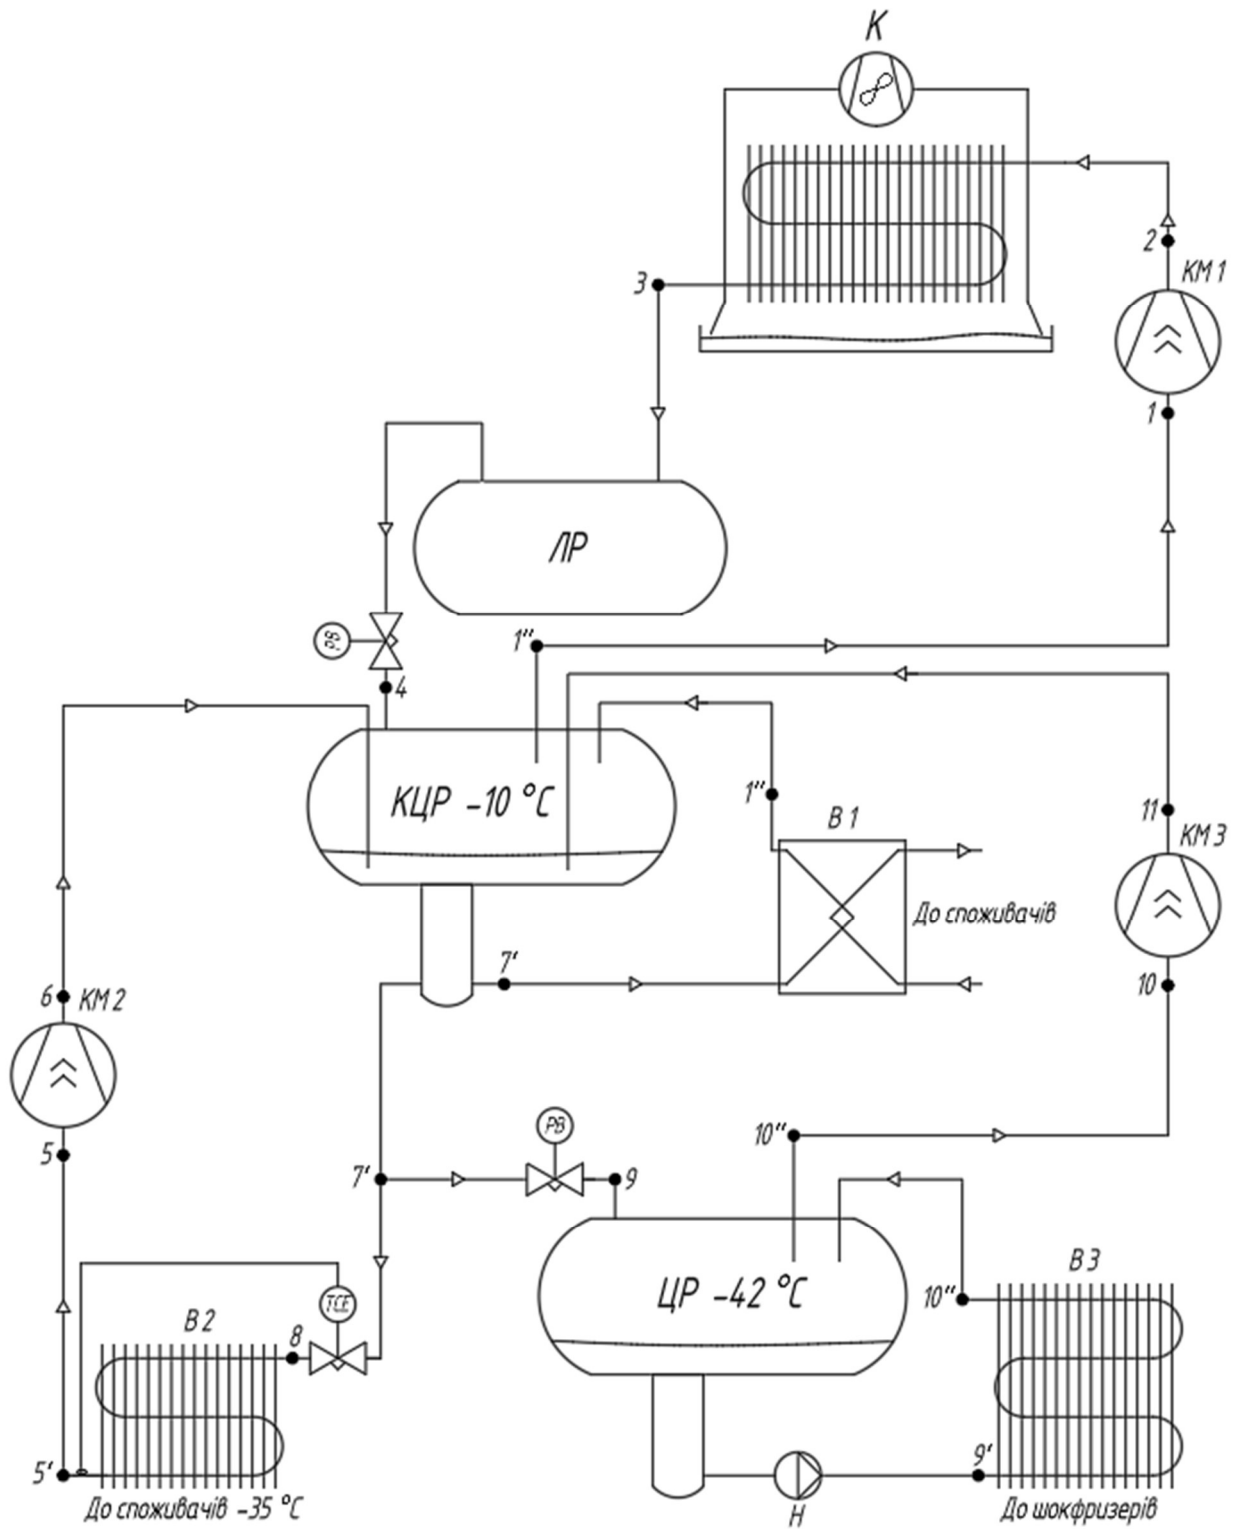 К
2
КМ 1
3
1
ЛР
РВ
1"
4
КЦР -10 °С
1"
В 1
11
КМ 3
До споживачів
7'
10
6
КМ 2
5
РВ
10"
7'
9
ЦР -42 °С
В 3
10"
ТСЕ
В 2
8
5'
9'
До споживачів -35 °С
Н
До шокфризерів